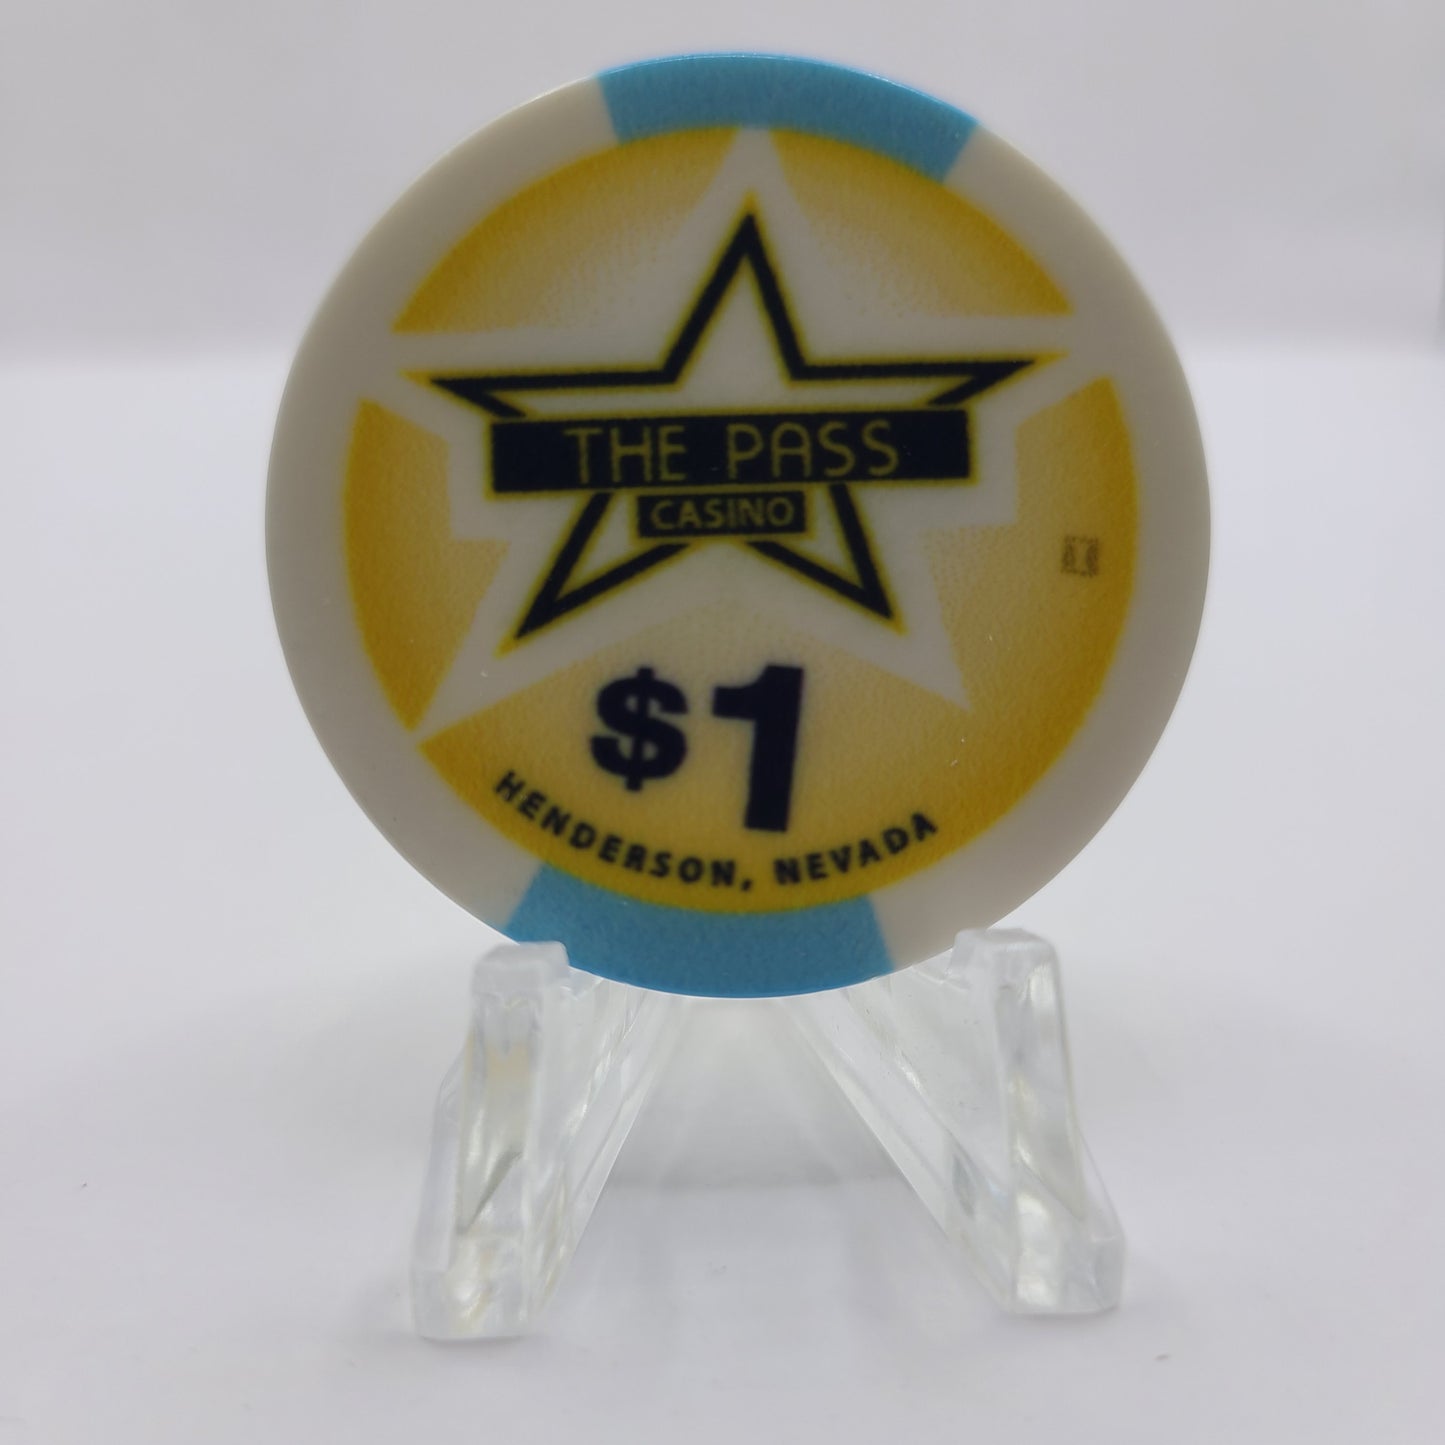 THE PASS
CASINO
$1
HENDERSON, NEVADA